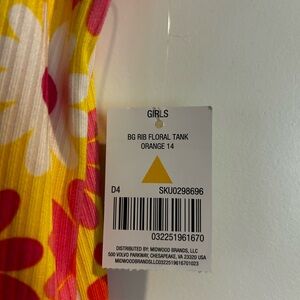 GIRLS
BG RIB FLORAL TANK
ORANGE 14
D4 SKU0298696
032251961670
DISTRIBUTED BY: MIDWOOD BRANDS, LLC
500 VOLVO PARKWAY, CHESAPEAKE, VA 23320 USA
MIDWOODBRANDSLLC0322519616701023